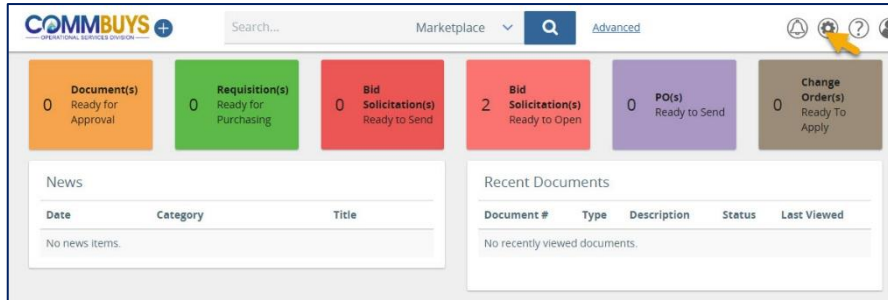 COMMBUYS
OPERATIONAL SERVICES DIVISION
Search... Marketplace Advanced
0 Document(s) Ready for Approval
0 Requisition(s) Ready for Purchasing
0 Bid Solicitation(s) Ready to Send
2 Bid Solicitation(s) Ready to Open
0 PO(s) Ready to Send
0 Change Order(s) Ready To Apply
News
Date Category Title
No news items.
Recent Documents
Document # Type Description Status Last Viewed
No recently viewed documents.